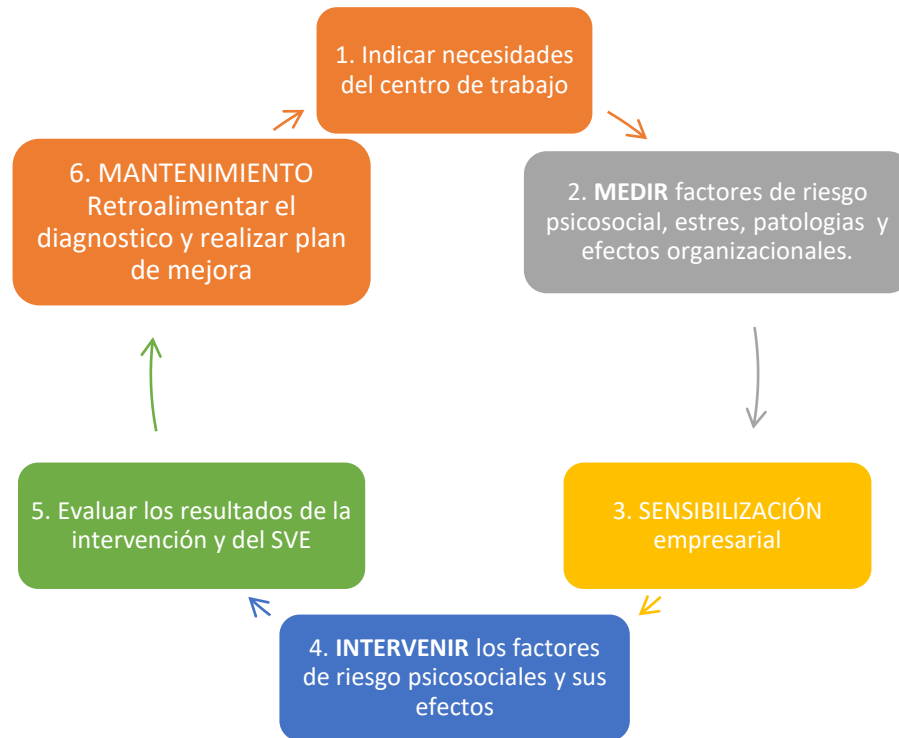 1. Indicar necesidades
del centro de trabajo
2. MEDIR factores de riesgo
psicosocial, estres, patologias y
efectos organizacionales.
3. SENSIBILIZACIÓN
empresarial
4. INTERVENIR los factores
de riesgo psicosociales y sus
efectos
5. Evaluar los resultados de la
intervención y del SVE
6. MANTENIMIENTO
Retroalimentar el
diagnostico y realizar plan
de mejora